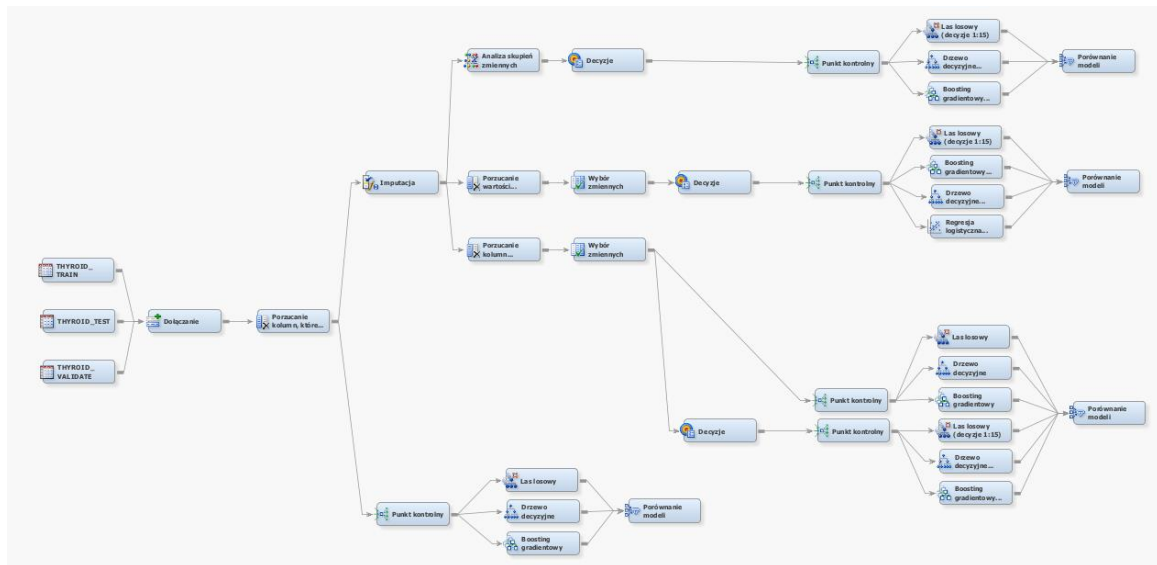 Analiza skupień
zmiennych
Decyzje
Punkt kontrolny
Las losowy
(decyzje 1:15)
Drzewo
decyzyjne...
Boosting
gradientowy...
Porównanie
modeli
Imputacja
Porzucanie
wartości...
Wybór
zmiennych
Decyzje
Punkt kontrolny
Las losowy
(decyzje 1:15)
Boosting
gradientowy...
Drzewo
decyzyjne...
Regresja
logistyczna...
Porównanie
modeli
Porzucanie
kolumn...
Wybór
zmiennych
THYROID_
TRAIN
THYROID_TEST
THYROID_
VALIDATE
Dołączanie
Porzucanie
kolumn, które...
Punkt kontrolny
Las losowy
Drzewo
decyzyjne
Boosting
gradientowy
Decyzje
Punkt kontrolny
Las losowy
(decyzje 1:15)
Drzewo
decyzyjne...
Boosting
gradientowy...
Porównanie
modeli
Punkt kontrolny
Las losowy
Drzewo
decyzyjne
Boosting
gradientowy
Porównanie
modeli